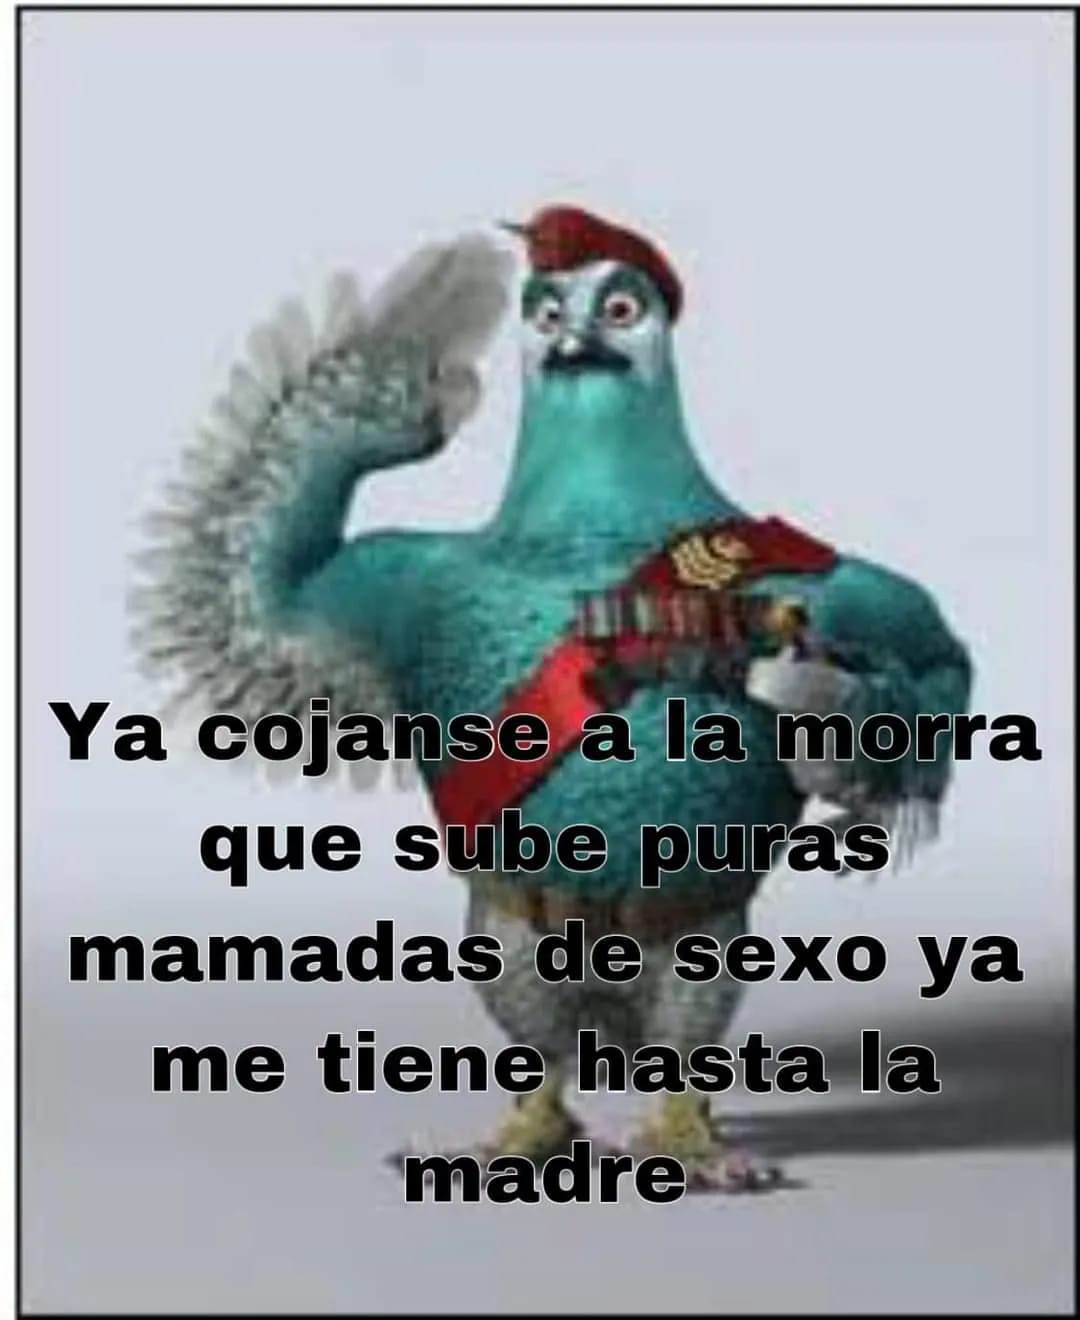 Ya cojanse a la morra
que sube puras
mamadas de sexo ya
me tiene hasta la
madre